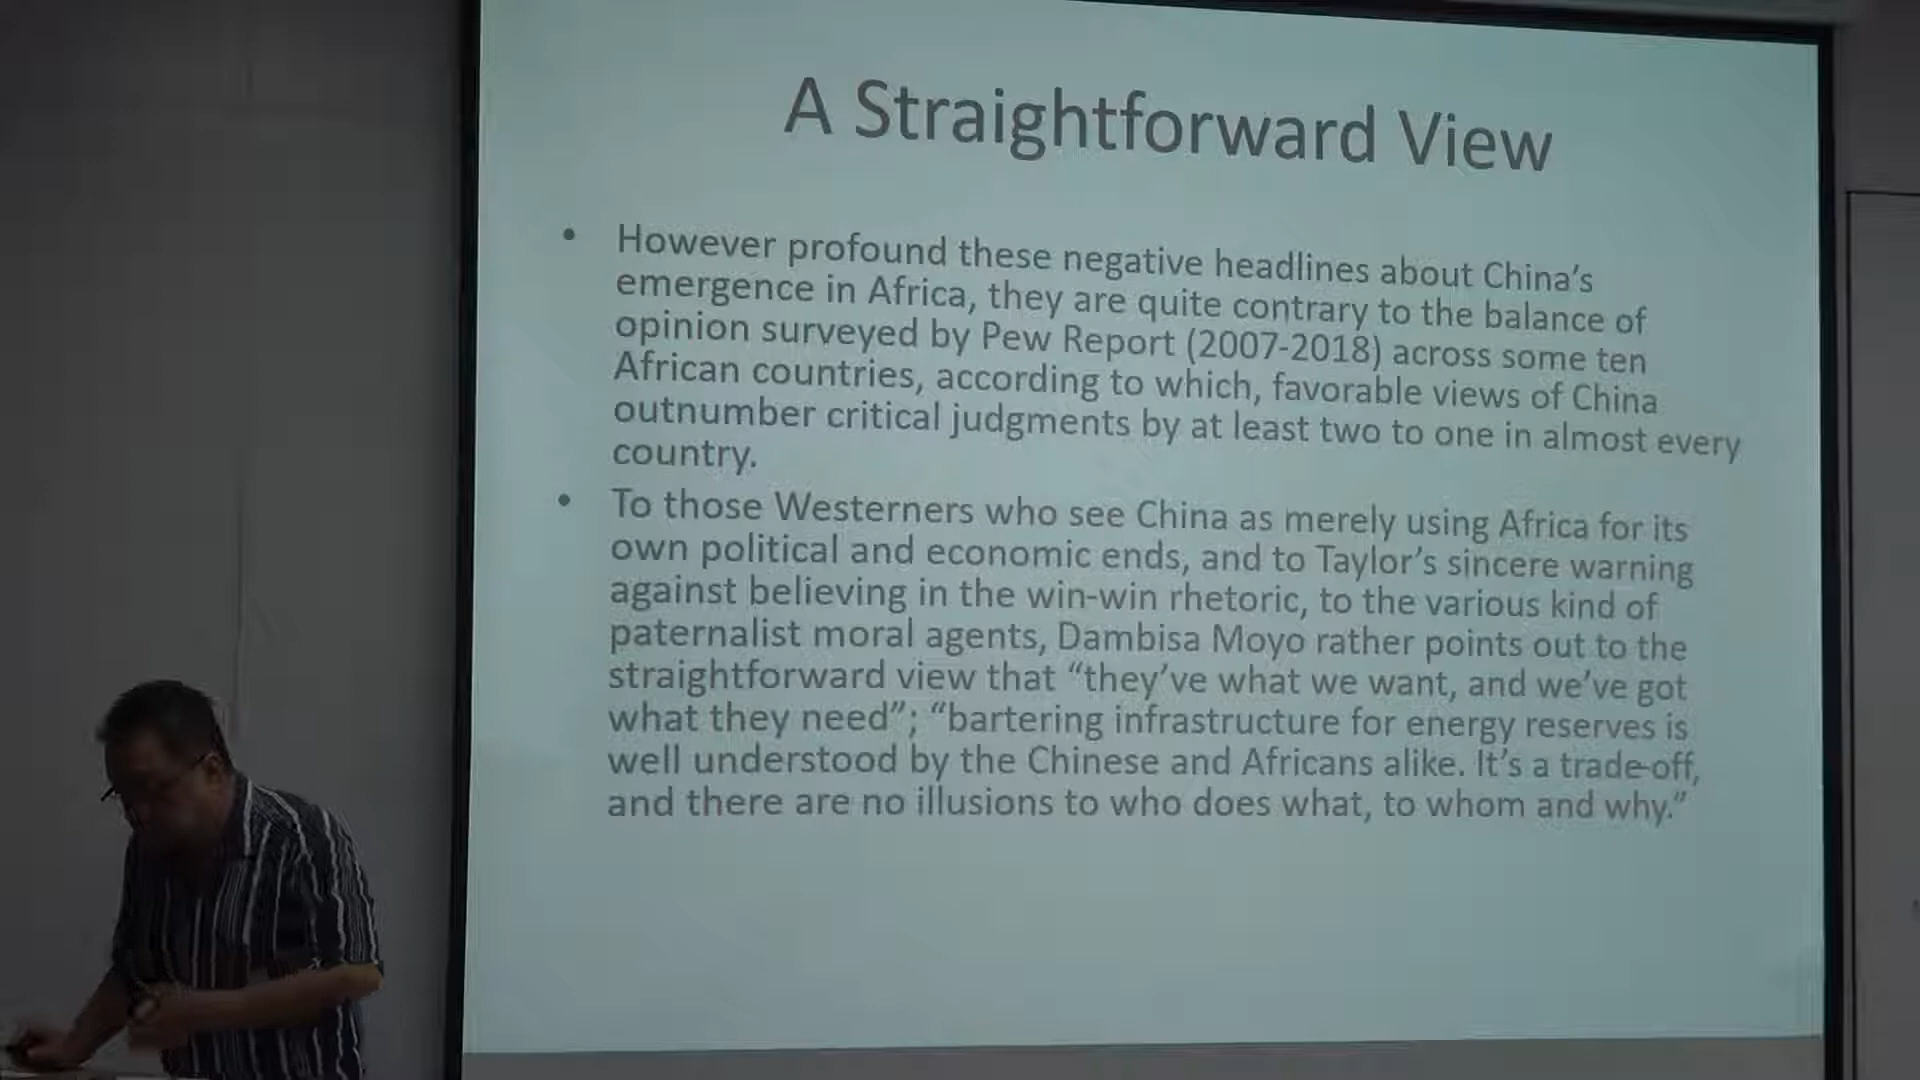 A Straightforward View
• However profound these negative headlines about China's
emergence in Africa, they are quite contrary to the balance of
opinion surveyed by Pew Report (2007-2018) across some ten
African countries, according to which, favorable views of China
outnumber critical judgments by at least two to one in almost every
country.
• To those Westerners who see China as merely using Africa for its
own political and economic ends, and to Taylor's sincere warning
against believing in the win-win rhetoric, to the various kind of
paternalist moral agents, Dambisa Moyo rather points out to the
straightforward view that “they've what we want, and we've got
what they need”; “bartering infrastructure for energy reserves is
well understood by the Chinese and Africans alike. It's a trade-off,
and there are no illusions to who does what, to whom and why.”